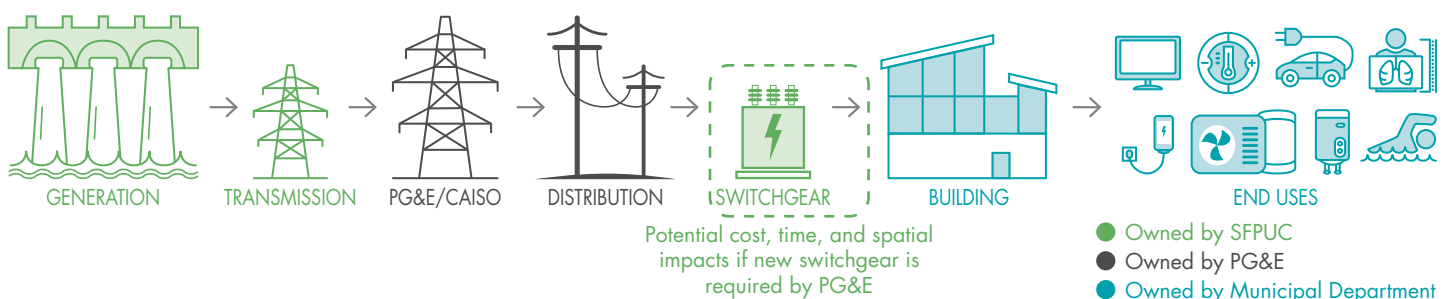 GENERATION
TRANSMISSION
PG&E/CAISO
DISTRIBUTION
SWITCHGEAR
BUILDING
END USES
Potential cost, time, and spatial
impacts if new switchgear is
required by PG&E
Owned by SFPUC
Owned by PG&E
Owned by Municipal Department